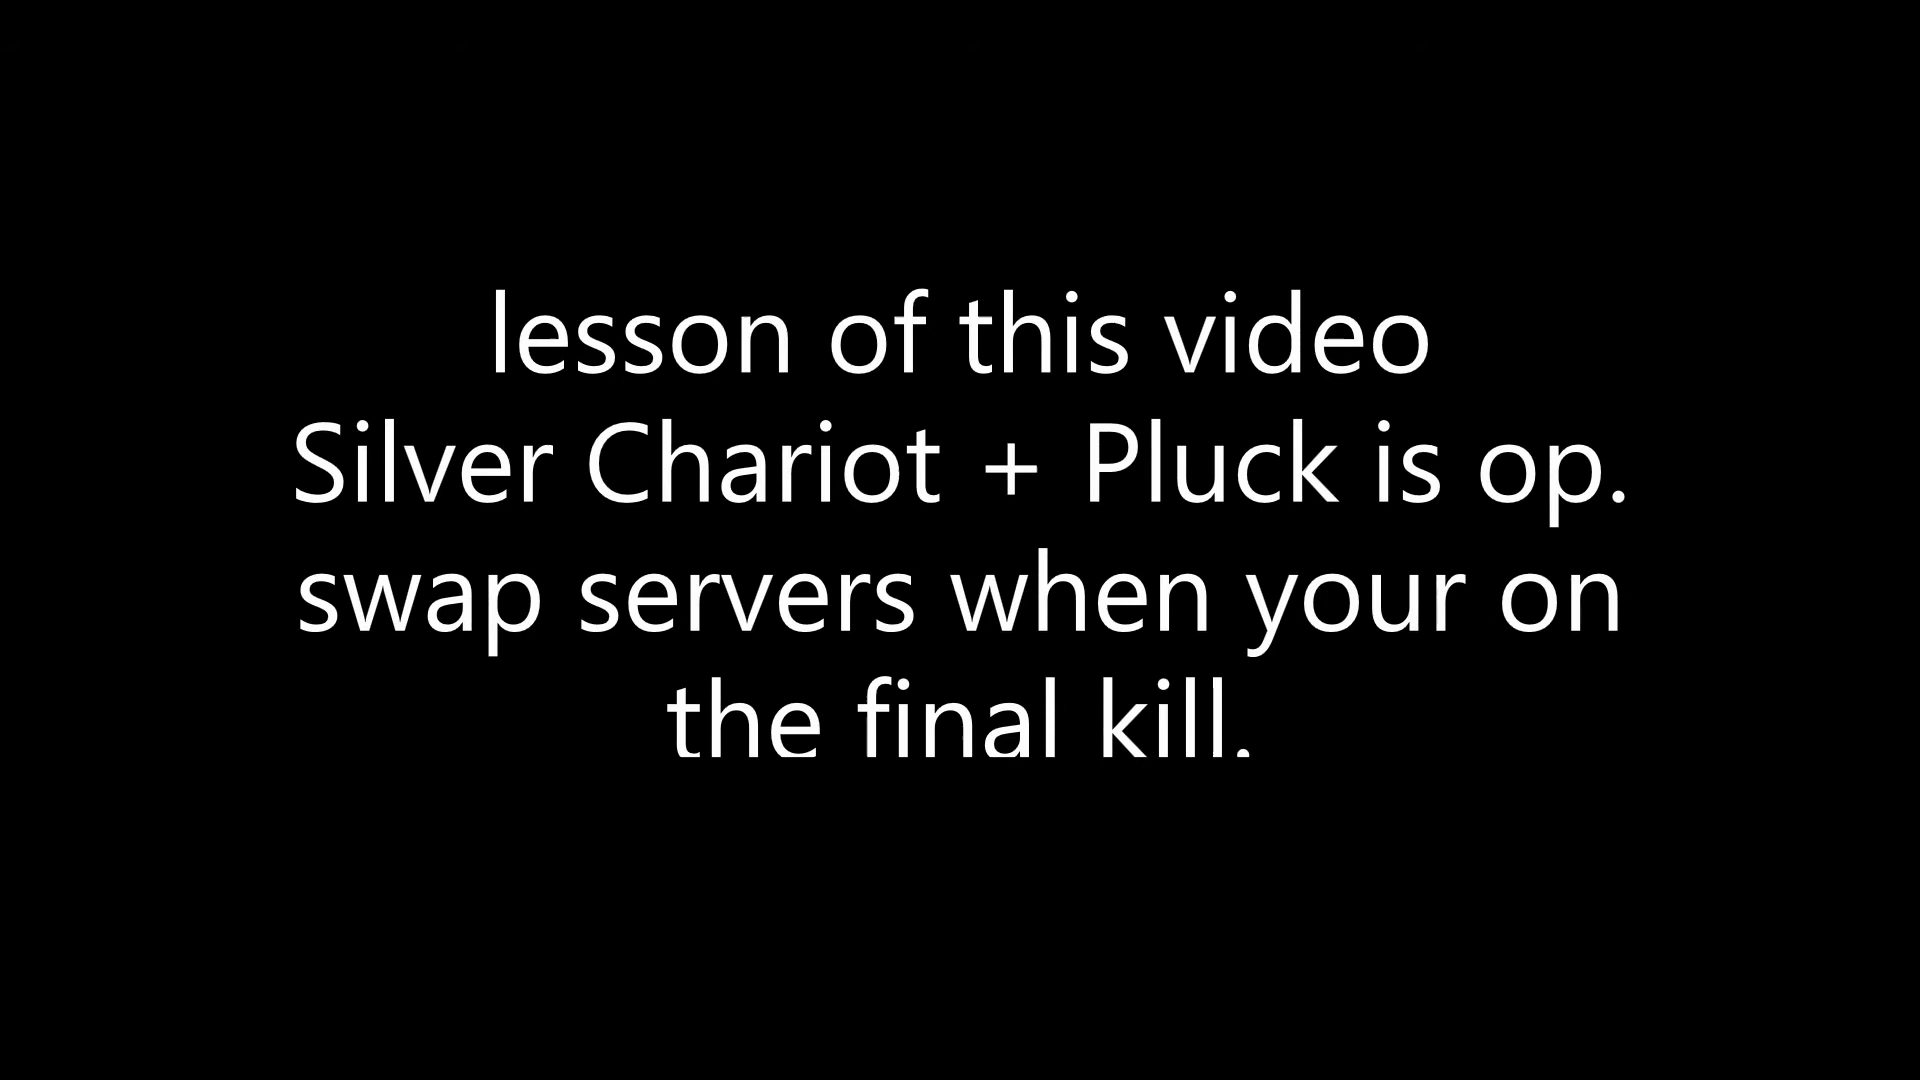 lesson of this video
Silver Chariot + Pluck is op.
swap servers when your on
the final kill.